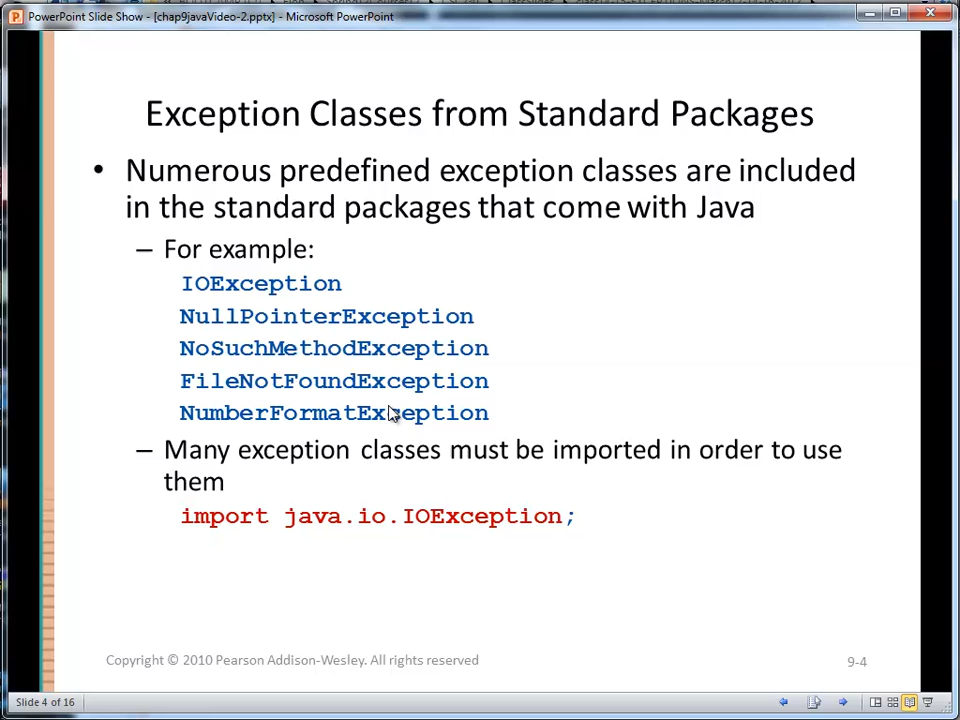 PowerPoint Slide Show - [chap9javaVideo-2.pptx] - Microsoft PowerPoint
Exception Classes from Standard Packages
• Numerous predefined exception classes are included
in the standard packages that come with Java
– For example:
IOException
NullPointerException
NoSuchMethodException
FileNotFoundException
NumberFormatException
– Many exception classes must be imported in order to use
them
import java.io.IOException;
Copyright © 2010 Pearson Addison-Wesley. All rights reserved
9-4
Slide 4 of 16